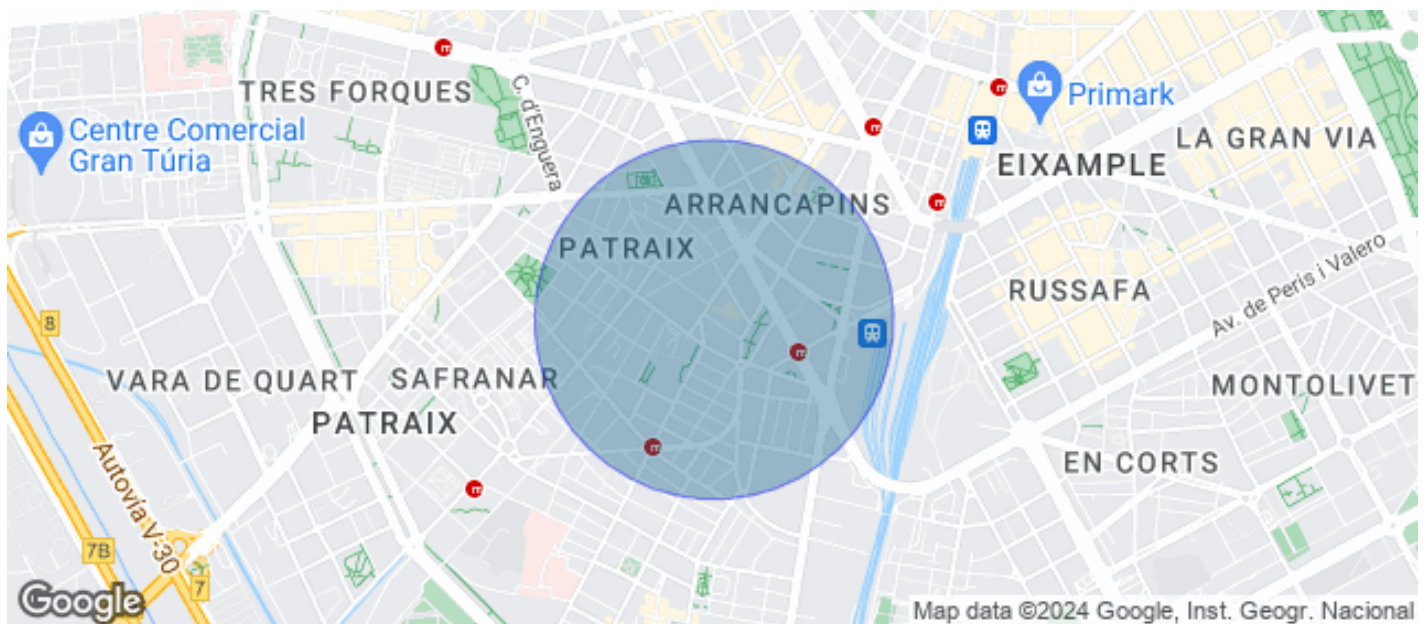 TRES FORQUES
C. d'Enguera
Centre Comercial
Gran Túria
Primark
LA GRAN VIA
EIXAMPLE
ARRANCAPINS
PATRAIX
RUSSAFA
Av. de Peris i Valero
8
VARA DE QUART
SAFRANAR
PATRAIX
MONTOLIVET
EN CORTS
Autovía V-30
7B
7
Google
Map data ©2024 Google, Inst. Geogr. Nacional